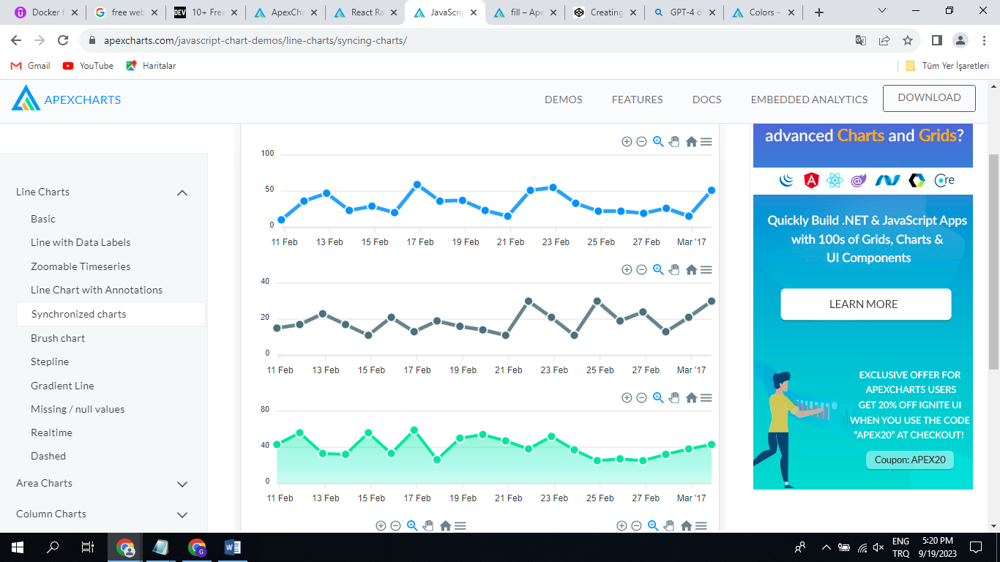 Docker f
free web
DEV 10+ Free
ApexCha
React Ra
JavaScrip
fill – Ape
Creating
GPT-4 ö
Colors –
apexcharts.com/javascript-chart-demos/line-charts/syncing-charts/
Gmail
YouTube
Haritalar
Tüm Yer İşaretleri
APEXCHARTS
DEMOS
FEATURES
DOCS
EMBEDDED ANALYTICS
DOWNLOAD
Line Charts
Basic
Line with Data Labels
Zoomable Timeseries
Line Chart with Annotations
Synchronized charts
Brush chart
Stepline
Gradient Line
Missing / null values
Realtime
Dashed
Area Charts
Column Charts
100
50
0
11 Feb 13 Feb 15 Feb 17 Feb 19 Feb 21 Feb 23 Feb 25 Feb 27 Feb Mar '17
40
20
0
11 Feb 13 Feb 15 Feb 17 Feb 19 Feb 21 Feb 23 Feb 25 Feb 27 Feb Mar '17
80
40
0
11 Feb 13 Feb 15 Feb 17 Feb 19 Feb 21 Feb 23 Feb 25 Feb 27 Feb Mar '17
advanced Charts and Grids?
Core
Quickly Build .NET & JavaScript Apps
with 100s of Grids, Charts &
UI Components
LEARN MORE
EXCLUSIVE OFFER FOR
APEXCHARTS USERS
GET 20% OFF IGNITE UI
WHEN YOU USE THE CODE
"APEX20" AT CHECKOUT!
Coupon: APEX20
ENG
TRQ
5:20 PM
9/19/2023